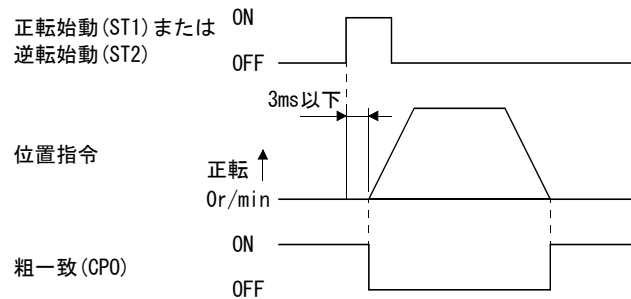 正転始動(ST1)または
逆転始動(ST2)
ON
OFF
3ms以下
位置指令
正転
0r/min
粗一致(CPO)
ON
OFF